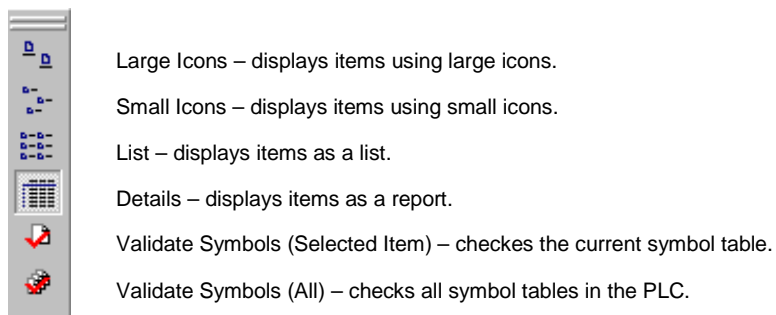 Large Icons – displays items using large icons.
Small Icons – displays items using small icons.
List – displays items as a list.
Details – displays items as a report.
Validate Symbols (Selected Item) – checkes the current symbol table.
Validate Symbols (All) – checks all symbol tables in the PLC.